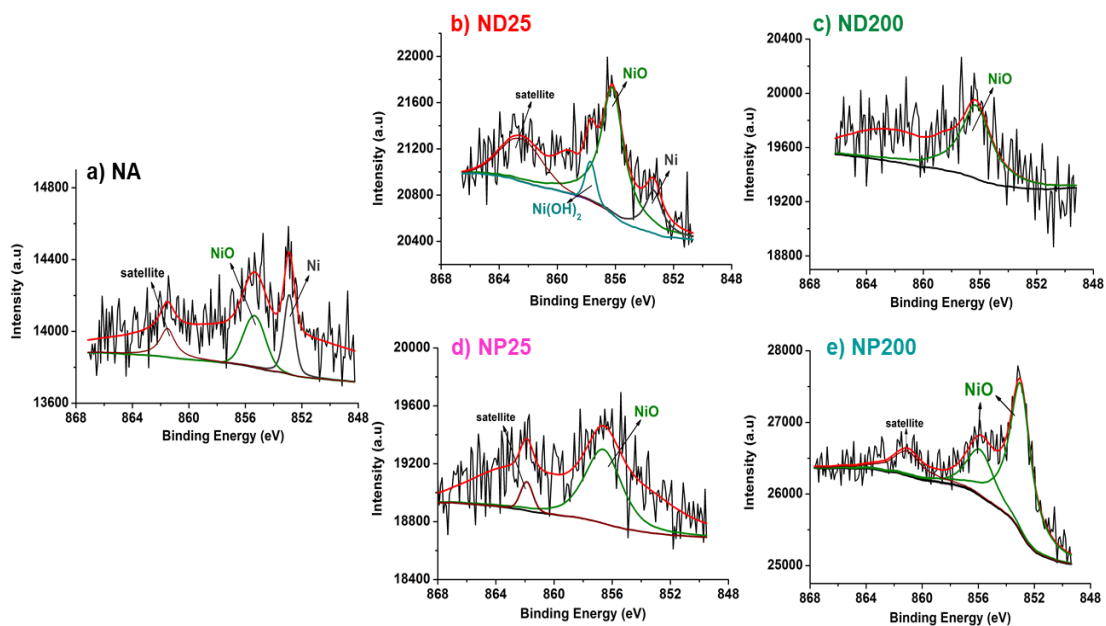 a) NA
14800
14400
14000
13600
Intensity (a.u)
satellite
NiO
Ni
868 864 860 856 852 848
Binding Energy (eV)
b) ND25
22000
21600
21200
20800
20400
Intensity (a.u)
satellite
NiO
Ni
Ni(OH)2
868 864 860 856 852 848
Binding Energy (eV)
c) ND200
20400
20000
19600
19200
18800
Intensity (a.u)
NiO
868 864 860 856 852 848
Binding Energy (eV)
d) NP25
20000
19600
19200
18800
18400
Intensity (a.u)
satellite
NiO
868 864 860 856 852 848
Binding Energy (eV)
e) NP200
28000
27000
26000
25000
Intensity (a.u)
satellite
NiO
868 864 860 856 852 848
Binding Energy (eV)